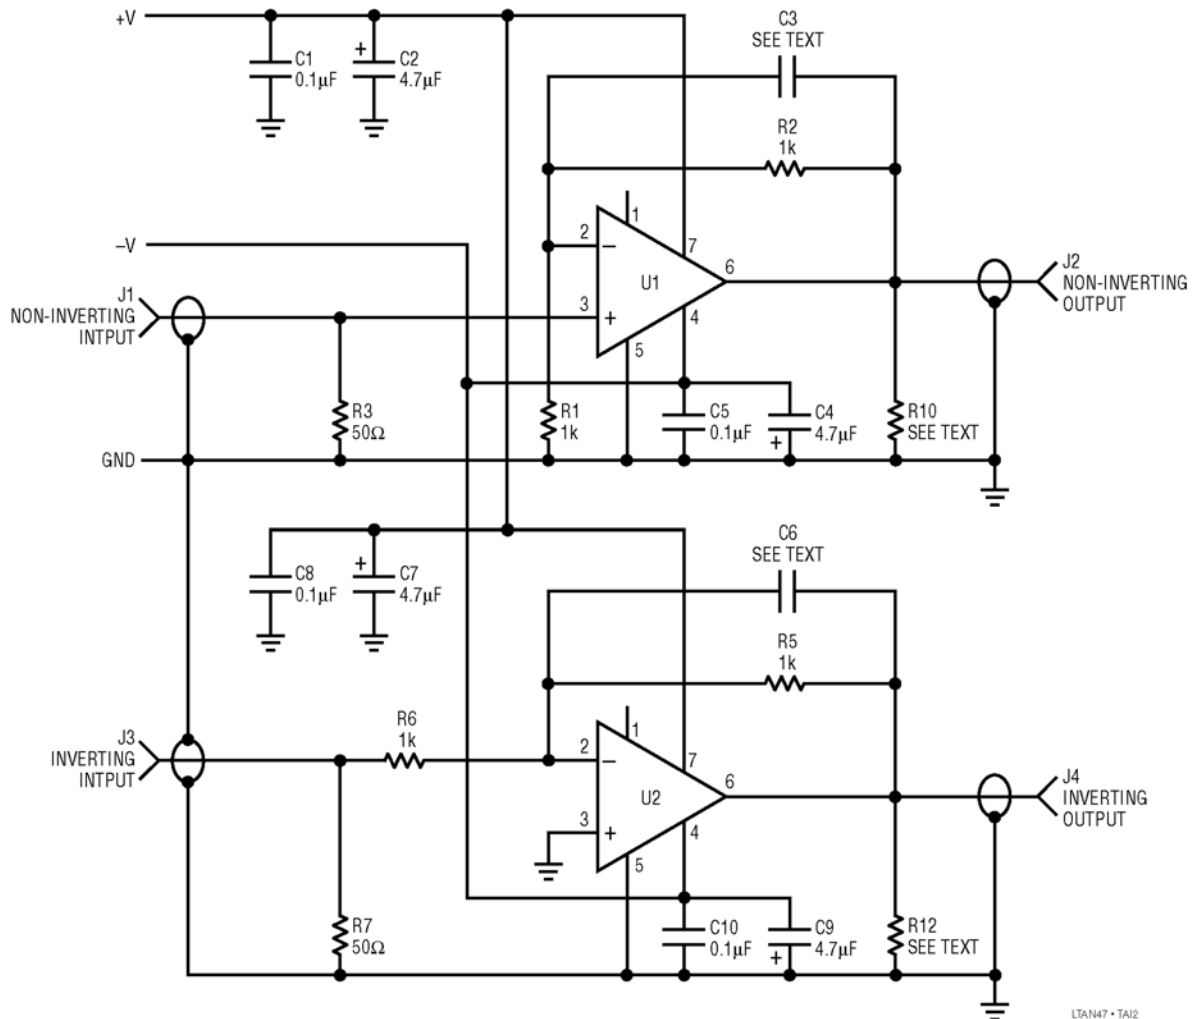 +V
C1
0.1µF
+
C2
4.7µF
C3
SEE TEXT
R2
1k
–V
1
2
–
7
6
U1
3
+
4
5
J1
NON-INVERTING
INTPUT
J2
NON-INVERTING
OUTPUT
R3
50Ω
R1
1k
C5
0.1µF
C4
4.7µF
+
R10
SEE TEXT
GND
C8
0.1µF
+
C7
4.7µF
C6
SEE TEXT
R5
1k
J3
INVERTING
INTPUT
R6
1k
1
2
–
7
6
U2
3
+
4
5
J4
INVERTING
OUTPUT
R7
50Ω
C10
0.1µF
C9
4.7µF
+
R12
SEE TEXT
LTAN47 • TAI2